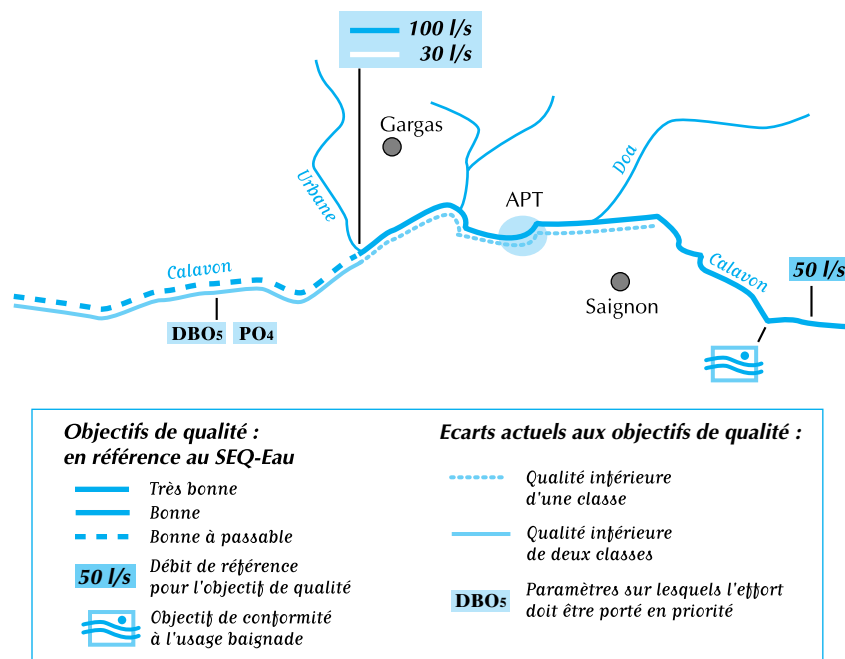 100 l/s
30 l/s
Gargas
Urbane
Doa
APT
Calavon
Calavon
50 l/s
Saignon
DBO5 PO4
Objectifs de qualité :
en référence au SEQ-Eau
Très bonne
Bonne
Bonne à passable
50 l/s
Débit de référence
pour l'objectif de qualité
Objectif de conformité
à l'usage baignade
Ecarts actuels aux objectifs de qualité :
Qualité inférieure
d'une classe
Qualité inférieure
de deux classes
DBO5
Paramètres sur lesquels l'effort
doit être porté en priorité